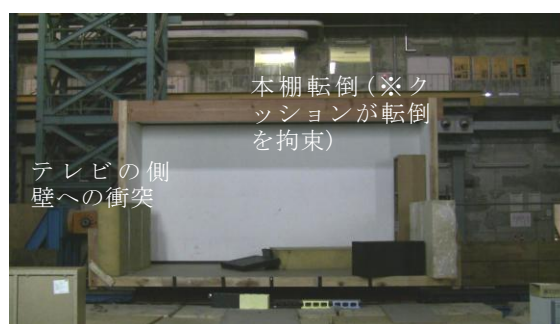 本棚転倒(※ク
ッションが転倒
を拘束)
テレビの側
壁への衝突